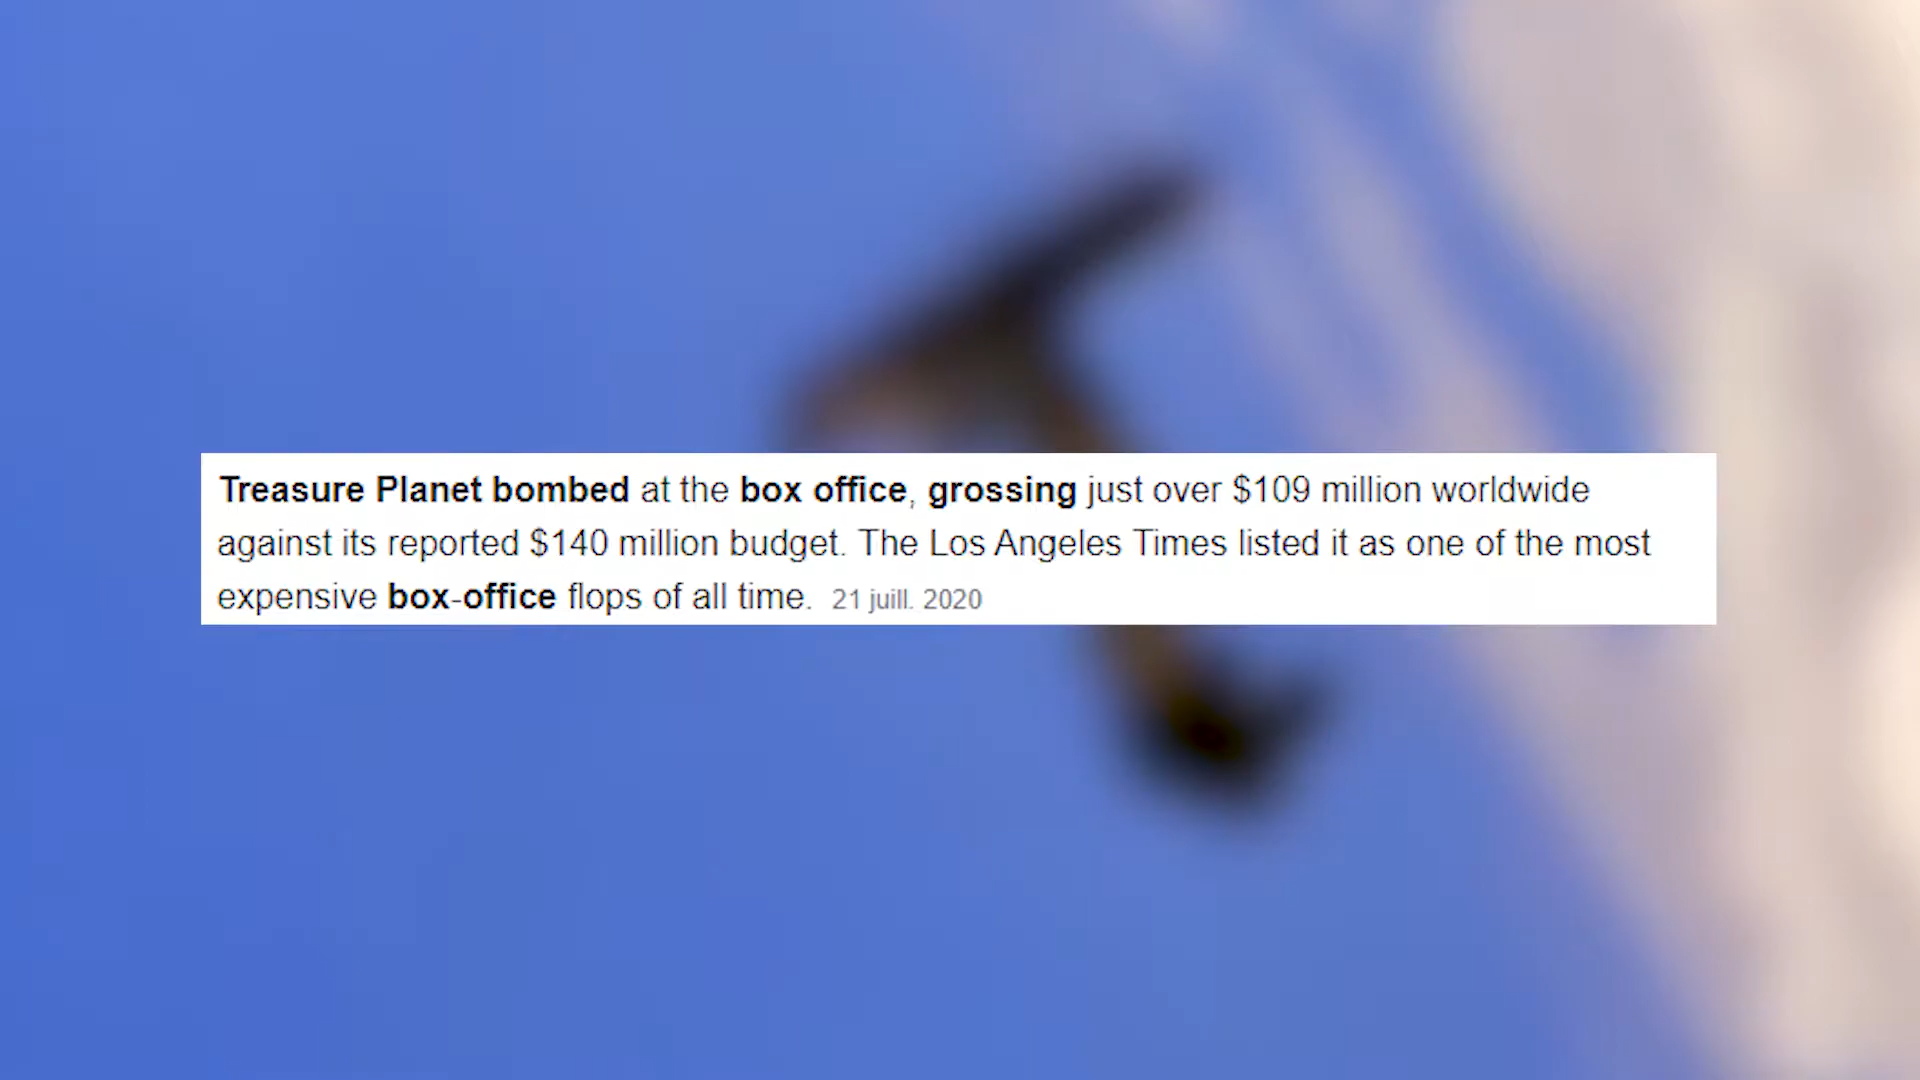 Treasure Planet bombed at the box office, grossing just over $109 million worldwide
against its reported $140 million budget. The Los Angeles Times listed it as one of the most
expensive box-office flops of all time. 21 juill. 2020